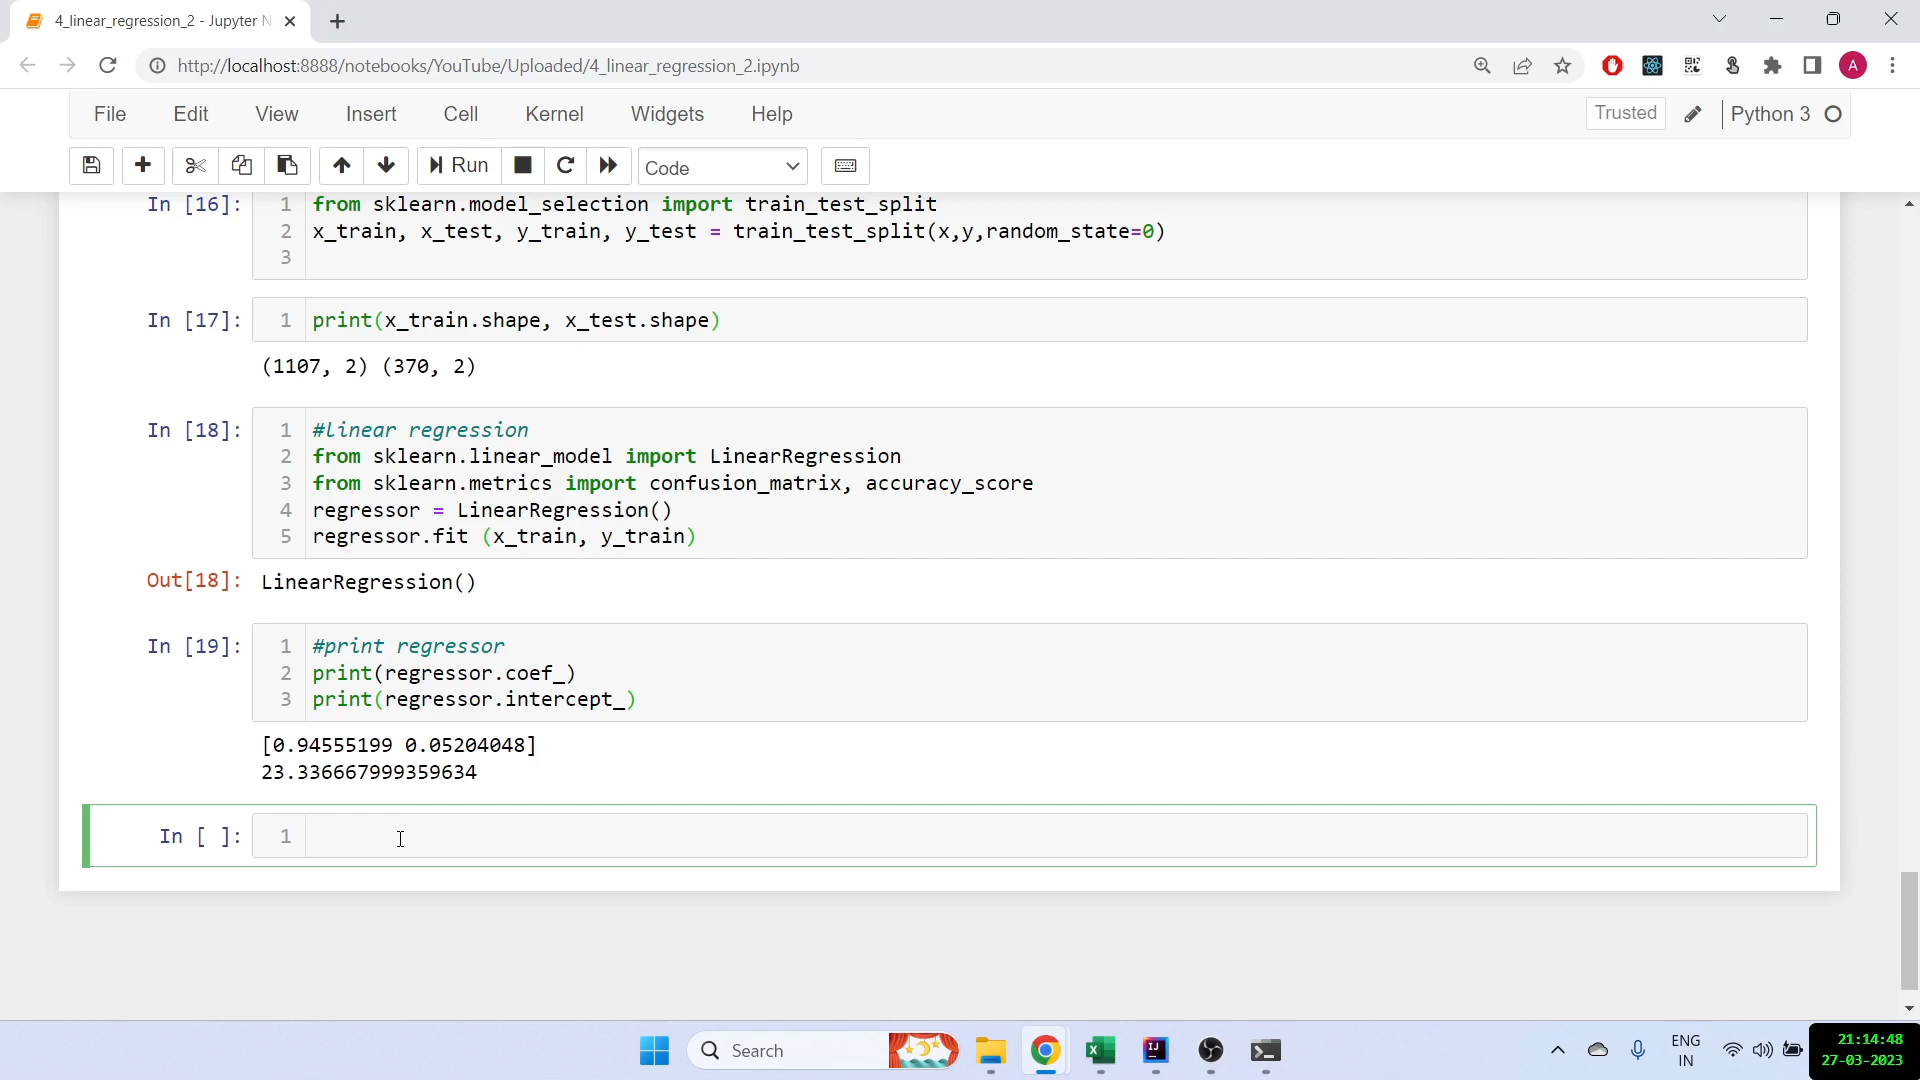 4_linear_regression_2 - Jupyter N
http://localhost:8888/notebooks/YouTube/Uploaded/4_linear_regression_2.ipynb
A
File Edit View Insert Cell Kernel Widgets Help
Trusted
Python 3
Run
Code
In [16]:
1 from sklearn.model_selection import train_test_split
2 x_train, x_test, y_train, y_test = train_test_split(x,y,random_state=0)
3
In [17]:
1 print(x_train.shape, x_test.shape)
(1107, 2) (370, 2)
In [18]:
1 #linear regression
2 from sklearn.linear_model import LinearRegression
3 from sklearn.metrics import confusion_matrix, accuracy_score
4 regressor = LinearRegression()
5 regressor.fit (x_train, y_train)
Out[18]: LinearRegression()
In [19]:
1 #print regressor
2 print(regressor.coef_)
3 print(regressor.intercept_)
[0.94555199 0.05204048]
23.336667999359634
In [ ]:
1
Search
IJ
ENG
IN
21:14:48
27-03-2023